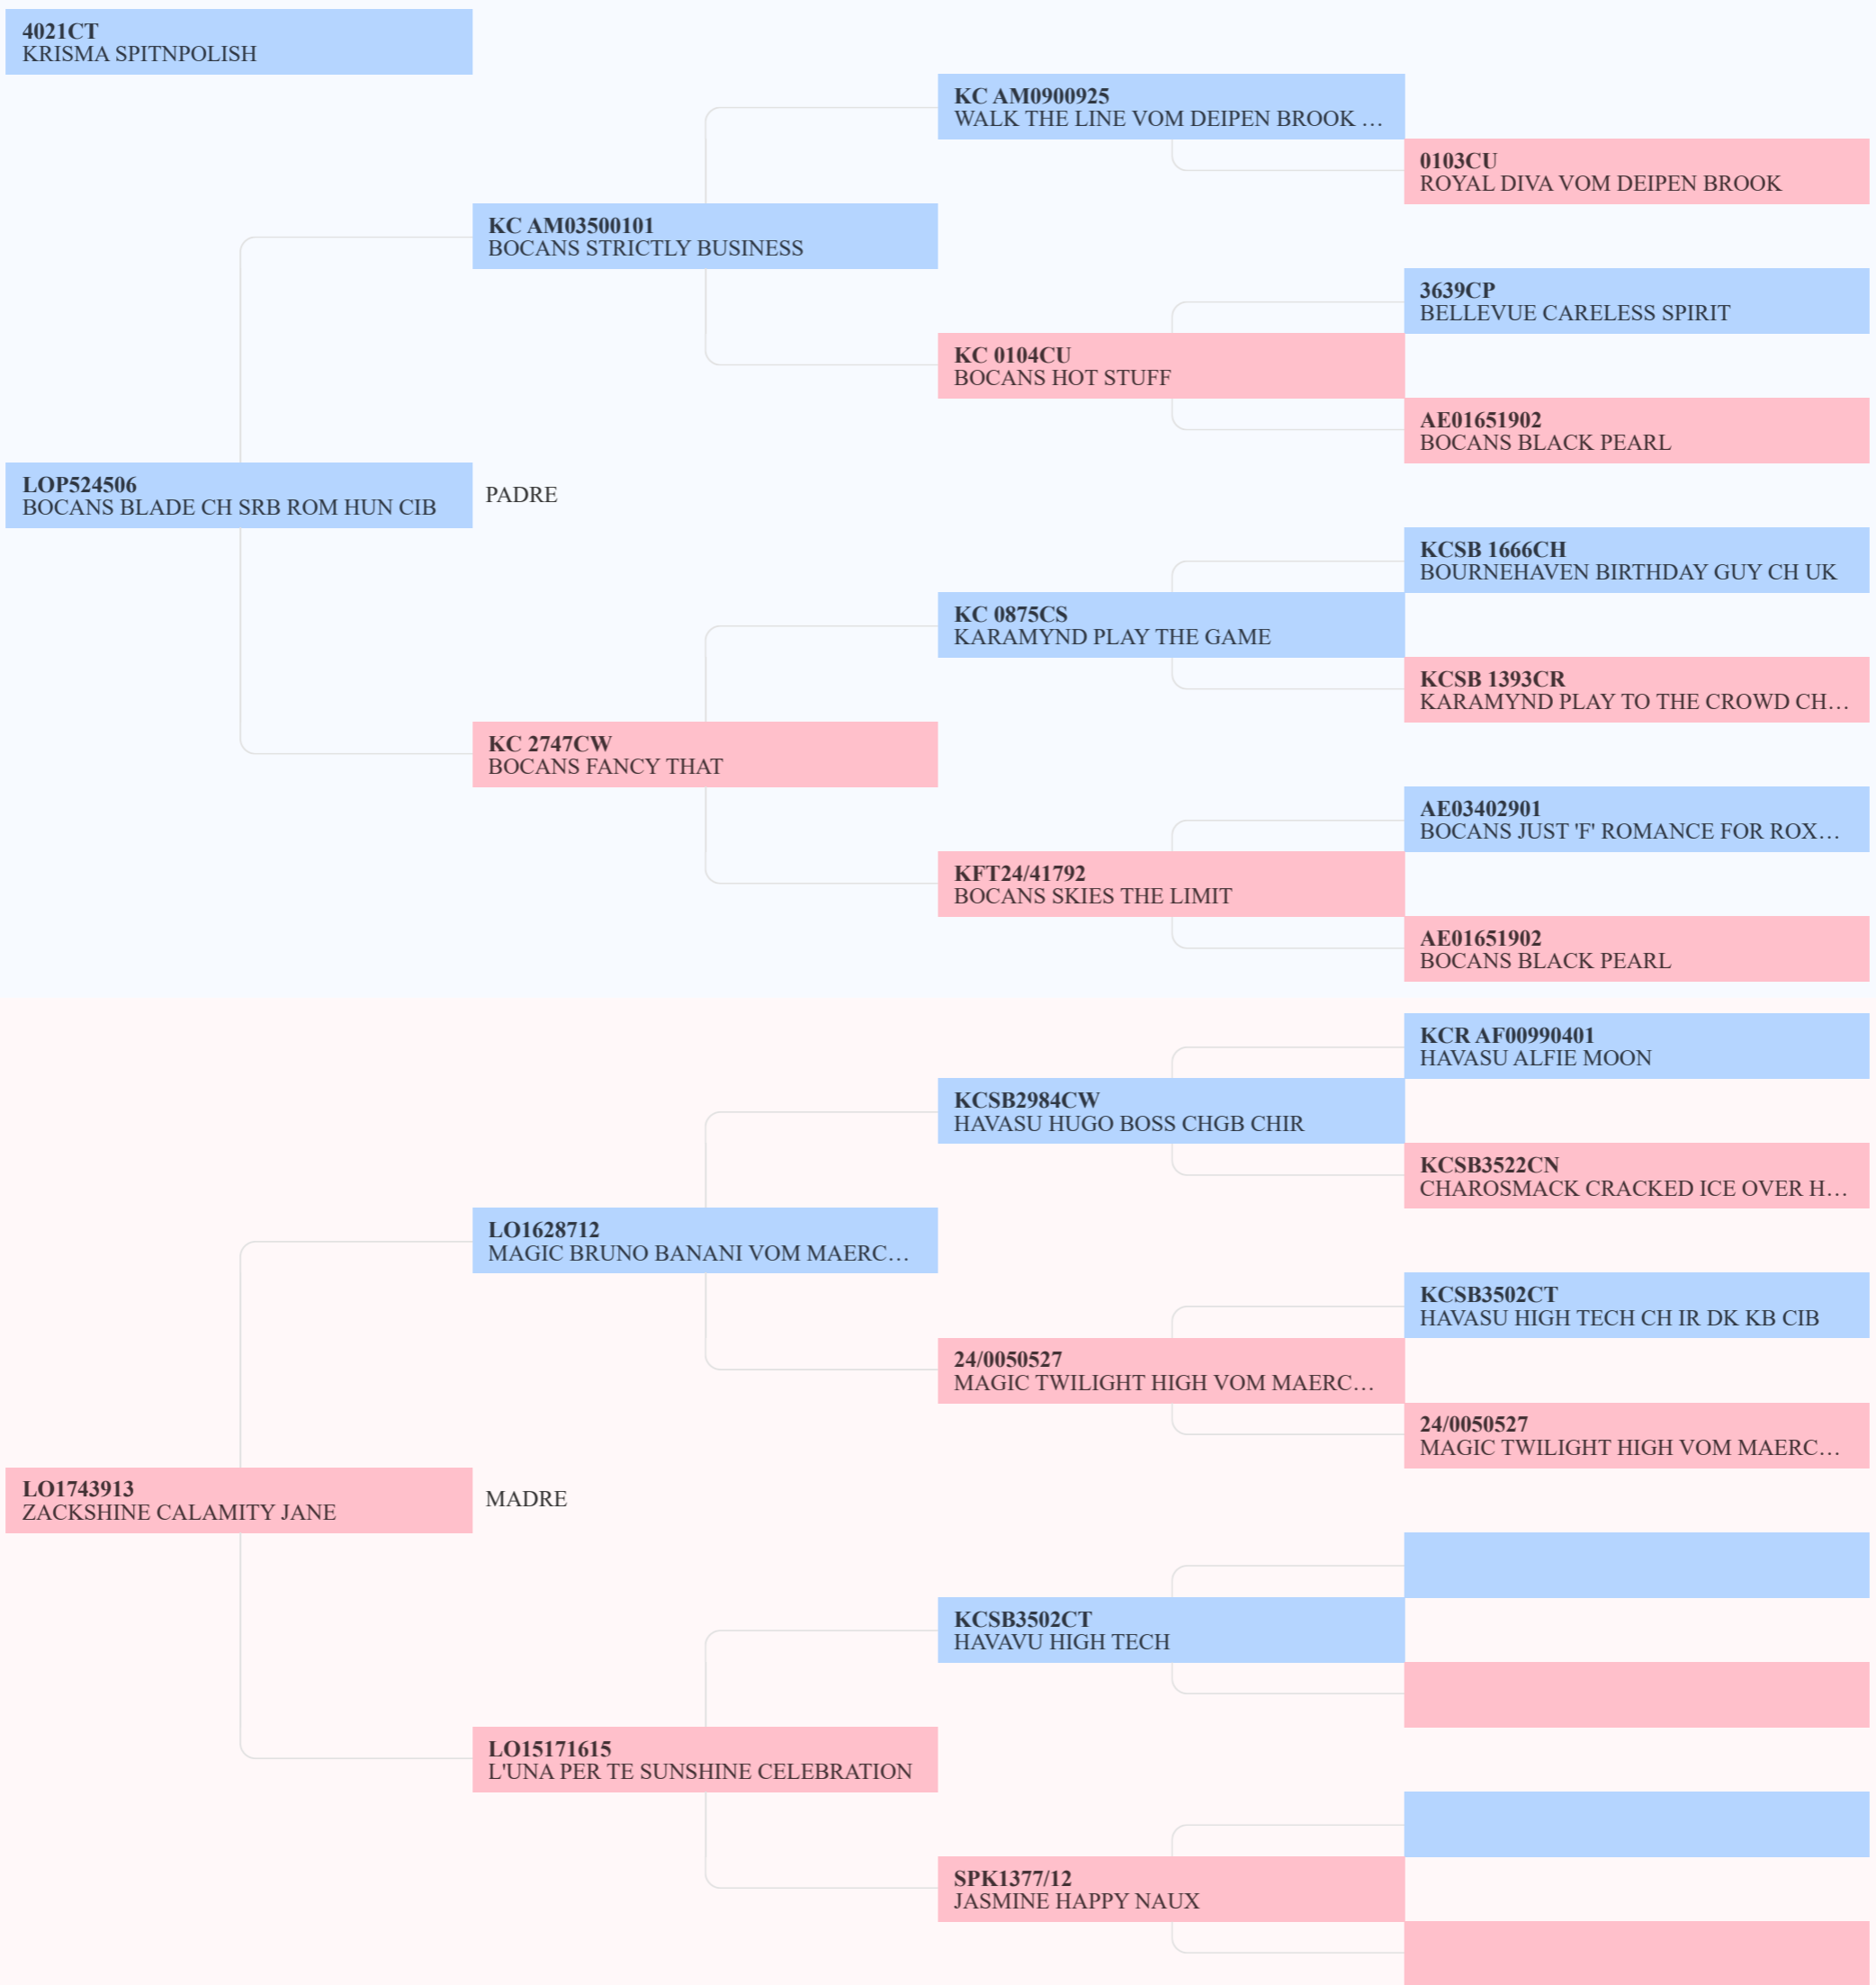 4021CT
KRISMA SPITNPOLISH
KC AM0900925
WALK THE LINE VOM DEIPEN BROOK …
0103CU
ROYAL DIVA VOM DEIPEN BROOK
KC AM03500101
BOCANS STRICTLY BUSINESS
3639CP
BELLEVUE CARELESS SPIRIT
KC 0104CU
BOCANS HOT STUFF
AE01651902
BOCANS BLACK PEARL
LOP524506
BOCANS BLADE CH SRB ROM HUN CIB
PADRE
KCSB 1666CH
BOURNEHAVEN BIRTHDAY GUY CH UK
KC 0875CS
KARAMYND PLAY THE GAME
KCSB 1393CR
KARAMYND PLAY TO THE CROWD CH…
KC 2747CW
BOCANS FANCY THAT
AE03402901
BOCANS JUST 'F' ROMANCE FOR ROX…
KFT24/41792
BOCANS SKIES THE LIMIT
AE01651902
BOCANS BLACK PEARL
KCR AF00990401
HAVASU ALFIE MOON
KCSB2984CW
HAVASU HUGO BOSS CHGB CHIR
KCSB3522CN
CHAROSMACK CRACKED ICE OVER H…
LO1628712
MAGIC BRUNO BANANI VOM MAERC…
KCSB3502CT
HAVASU HIGH TECH CH IR DK KB CIB
24/0050527
MAGIC TWILIGHT HIGH VOM MAERC…
24/0050527
MAGIC TWILIGHT HIGH VOM MAERC…
LO1743913
ZACKSHINE CALAMITY JANE
MADRE
KCSB3502CT
HAVAVU HIGH TECH
LO15171615
L'UNA PER TE SUNSHINE CELEBRATION
SPK1377/12
JASMINE HAPPY NAUX